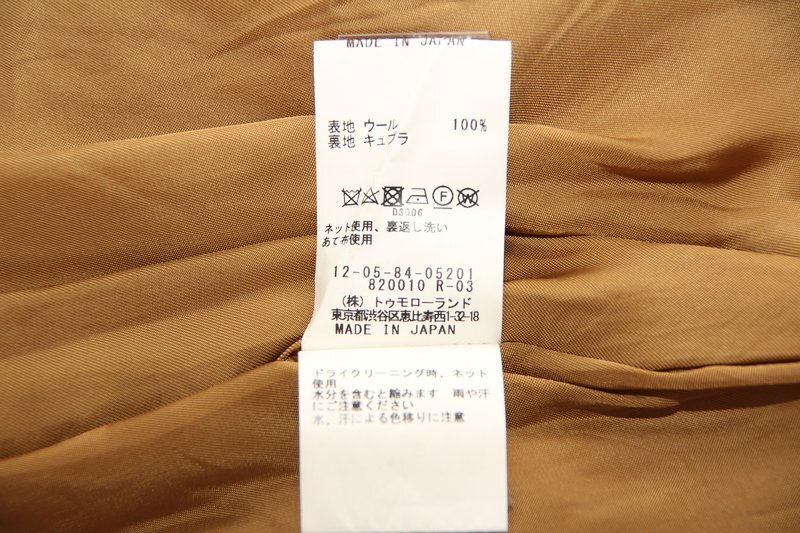 MADE IN JAPAN
表地 ウール 100%
裏地 キュプラ
F W
DS006
ネット使用、裏返し洗い
あて布使用
12-05-84-05201
820010 R-03
(株) トゥモローランド
東京都渋谷区恵比寿西1-32-18
MADE IN JAPAN
ドライクリーニング時、ネット
使用
水分を含むと縮みます 雨や汗
にご注意ください
水、汗による色移りに注意